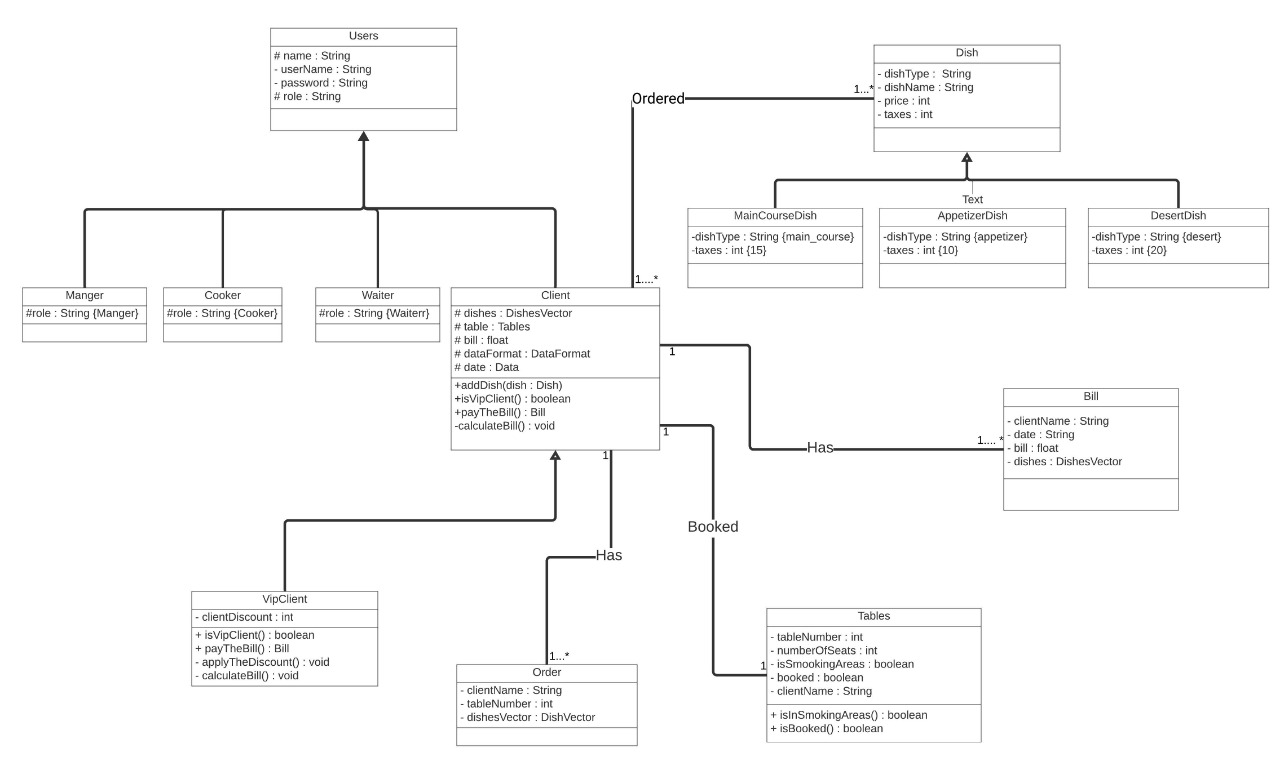 Users
# name : String
- userName : String
- password : String
# role : String
Dish
- dishType :  String
- dishName : String
- price : int
- taxes : int
Ordered
1...*
1....*
Text
MainCourseDish
-dishType : String {main_course}
-taxes : int {15}
AppetizerDish
-dishType : String {appetizer}
-taxes : int {10}
DesertDish
-dishType : String {desert}
-taxes : int {20}
Manger
#role : String {Manger}
Cooker
#role : String {Cooker}
Waiter
#role : String {Waiterr}
Client
# dishes : DishesVector
# table : Tables
# bill : float
# dataFormat : DataFormat
# date : Data
+addDish(dish : Dish)
+isVipClient() : boolean
+payTheBill() : Bill
-calculateBill() : void
1
1
1
Has
1.... *
Bill
- clientName : String
- date : String
- bill : float
- dishes : DishesVector
Booked
Has
VipClient
- clientDiscount : int
+ isVipClient() : boolean
+ payTheBill() : Bill
- applyTheDiscount() : void
- calculateBill() : void
1...*
Order
- clientName : String
- tableNumber : int
- dishesVector : DishVector
1
Tables
- tableNumber : int
- numberOfSeats : int
- isSmookingAreas : boolean
- booked : boolean
- clientName : String
+ isInSmokingAreas() : boolean
+ isBooked() : boolean